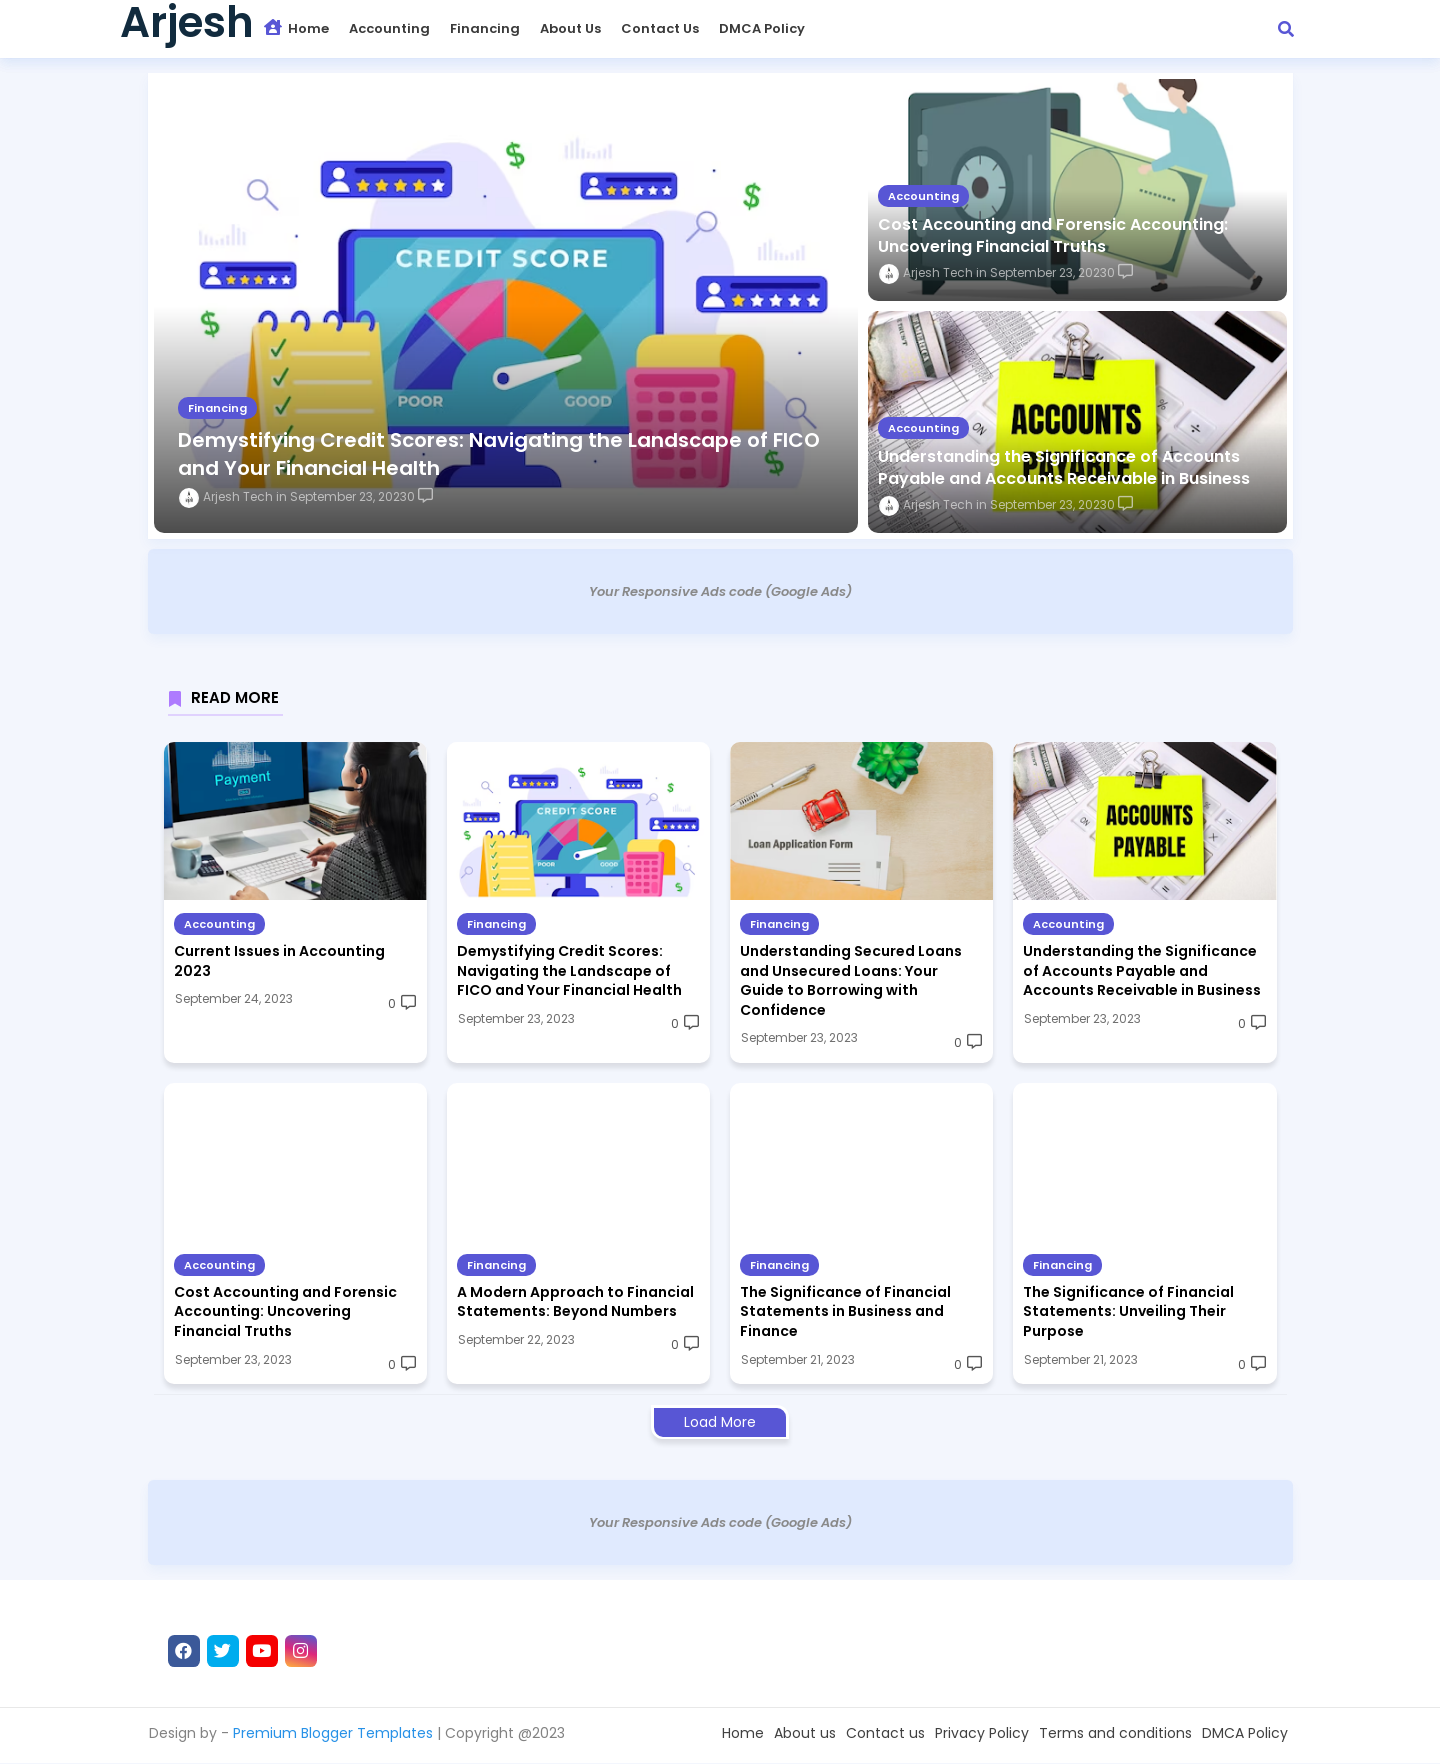 Arjesh
Home
Accounting
Financing
About Us
Contact Us
DMCA Policy
CREDIT SCORE
POOR
GOOD
Financing
Demystifying Credit Scores: Navigating the Landscape of FICO
and Your Financial Health
Arjesh Tech in September 23, 20230
Accounting
Cost Accounting and Forensic Accounting:
Uncovering Financial Truths
Arjesh Tech in September 23, 20230
ACCOUNTS
PAYABLE
Accounting
Understanding the Significance of Accounts
Payable and Accounts Receivable in Business
Arjesh Tech in September 23, 20230
Your Responsive Ads code (Google Ads)
READ MORE
Payment
Accounting
Current Issues in Accounting
2023
September 24, 2023
0
CREDIT SCORE
POOR
GOOD
Financing
Demystifying Credit Scores:
Navigating the Landscape of
FICO and Your Financial Health
September 23, 2023
0
Loan Application Form
Financing
Understanding Secured Loans
and Unsecured Loans: Your
Guide to Borrowing with
Confidence
September 23, 2023
0
ACCOUNTS
PAYABLE
Accounting
Understanding the Significance
of Accounts Payable and
Accounts Receivable in Business
September 23, 2023
0
Accounting
Cost Accounting and Forensic
Accounting: Uncovering
Financial Truths
September 23, 2023
0
Financing
A Modern Approach to Financial
Statements: Beyond Numbers
September 22, 2023
0
Financing
The Significance of Financial
Statements in Business and
Finance
September 21, 2023
0
Financing
The Significance of Financial
Statements: Unveiling Their
Purpose
September 21, 2023
0
Load More
Your Responsive Ads code (Google Ads)
Design by - Premium Blogger Templates | Copyright @2023
Home
About us
Contact us
Privacy Policy
Terms and conditions
DMCA Policy